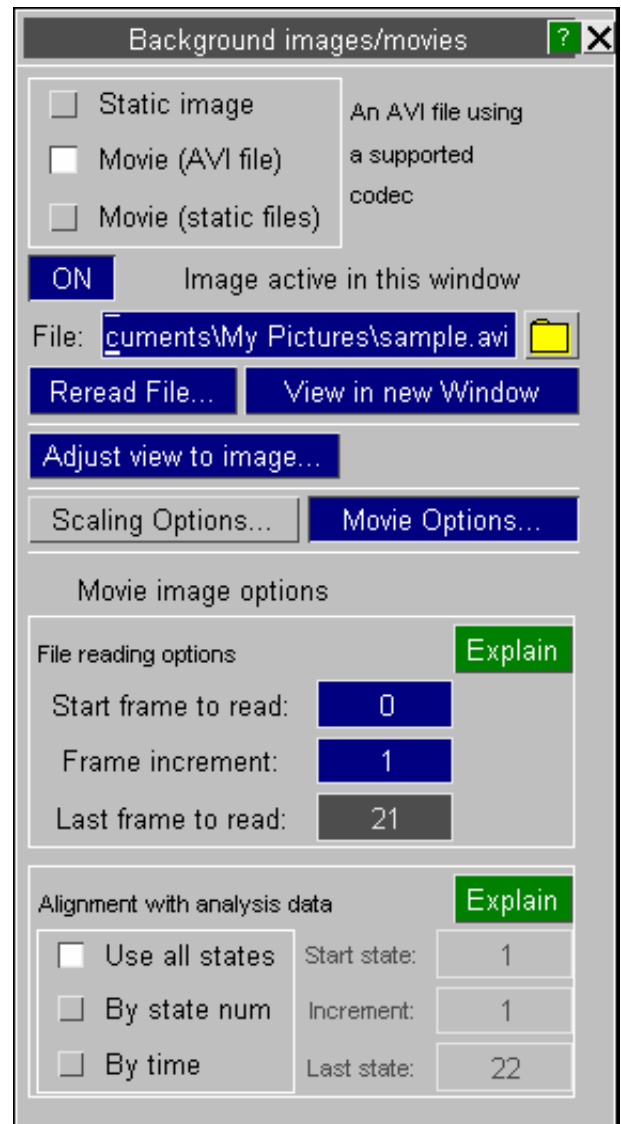 Background images/movies ? X
Static image
Movie (AVI file)
Movie (static files)
An AVI file using
a supported
codec
ON Image active in this window
File: cuments\My Pictures\sample.avi
Reread File... View in new Window
Adjust view to image...
Scaling Options... Movie Options...
Movie image options
File reading options Explain
Start frame to read: 0
Frame increment: 1
Last frame to read: 21
Alignment with analysis data Explain
Use all states Start state: 1
By state num Increment: 1
By time Last state: 22